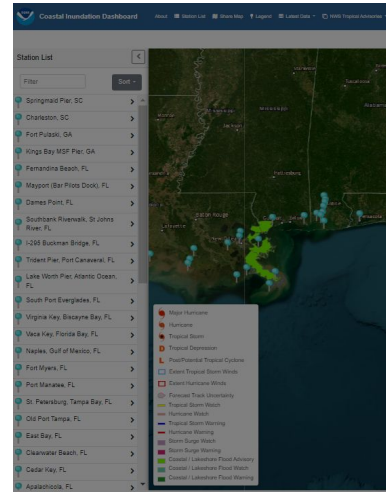 Coastal Inundation Dashboard
About
Station List
Share Map
Legend
Latest Data
NWS Tropical Advisories
Station List
Filter
Sort
Springmaid Pier, SC
Charleston, SC
Fort Pulaski, GA
Kings Bay MSF Pier, GA
Fernandina Beach, FL
Mayport (Bar Pilots Dock), FL
Dames Point, FL
Southbank Riverwalk, St Johns
River, FL
I-295 Buckman Bridge, FL
Trident Pier, Port Canaveral, FL
Lake Worth Pier, Atlantic Ocean,
FL
South Port Everglades, FL
Virginia Key, Biscayne Bay, FL
Vaca Key, Florida Bay, FL
Naples, Gulf of Mexico, FL
Fort Myers, FL
Port Manatee, FL
St. Petersburg, Tampa Bay, FL
Old Port Tampa, FL
East Bay, FL
Clearwater Beach, FL
Cedar Key, FL
Apalachicola, FL
Jackson
Baton Rouge
Lafayette
Major Hurricane
Hurricane
Tropical Storm
Tropical Depression
Post/Potential Tropical Cyclone
Extent Tropical Storm Winds
Extent Hurricane Winds
Forecast Track Uncertainty
Tropical Storm Watch
Hurricane Watch
Tropical Storm Warning
Hurricane Warning
Storm Surge Watch
Storm Surge Warning
Coastal / Lakeshore Flood Advisory
Coastal / Lakeshore Flood Watch
Coastal / Lakeshore Flood Warning